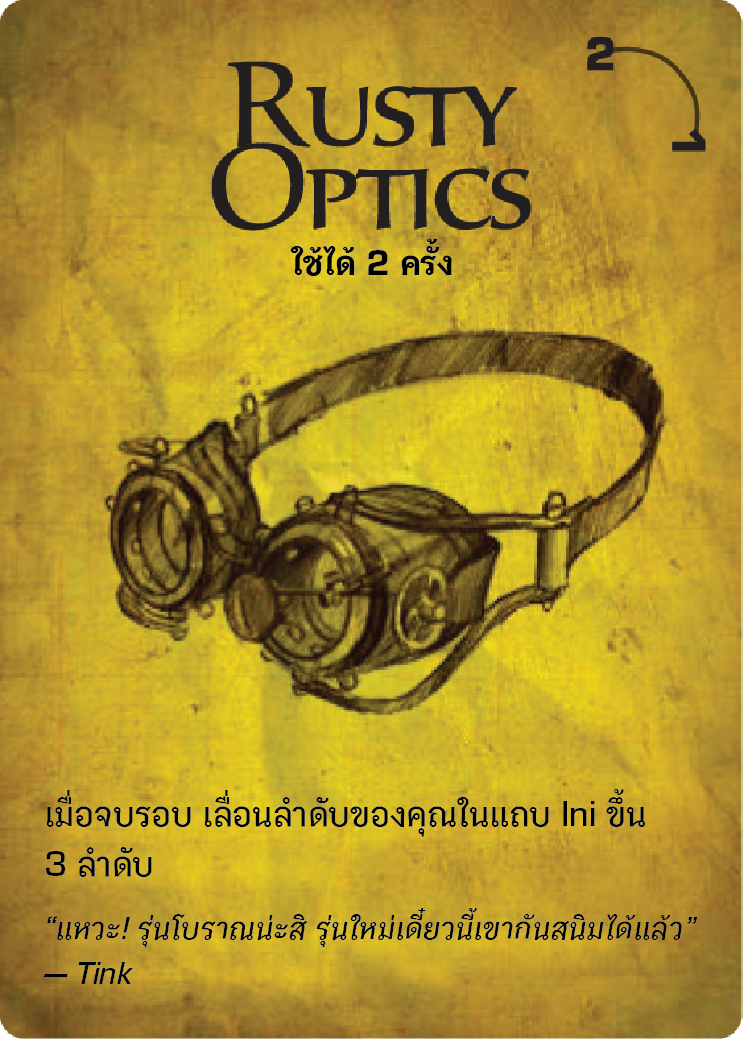 2
1
RUSTY
OPTICS
ใช้ได้ 2 ครั้ง
เมื่อจบรอบ เลื่อนลำดับของคุณในแถบ Ini ขึ้น
3 ลำดับ
“แหวะ! รุ่นโบราณน่ะสิ รุ่นใหม่เดี๋ยวนี้เขากันสนิมได้แล้ว”
— Tink